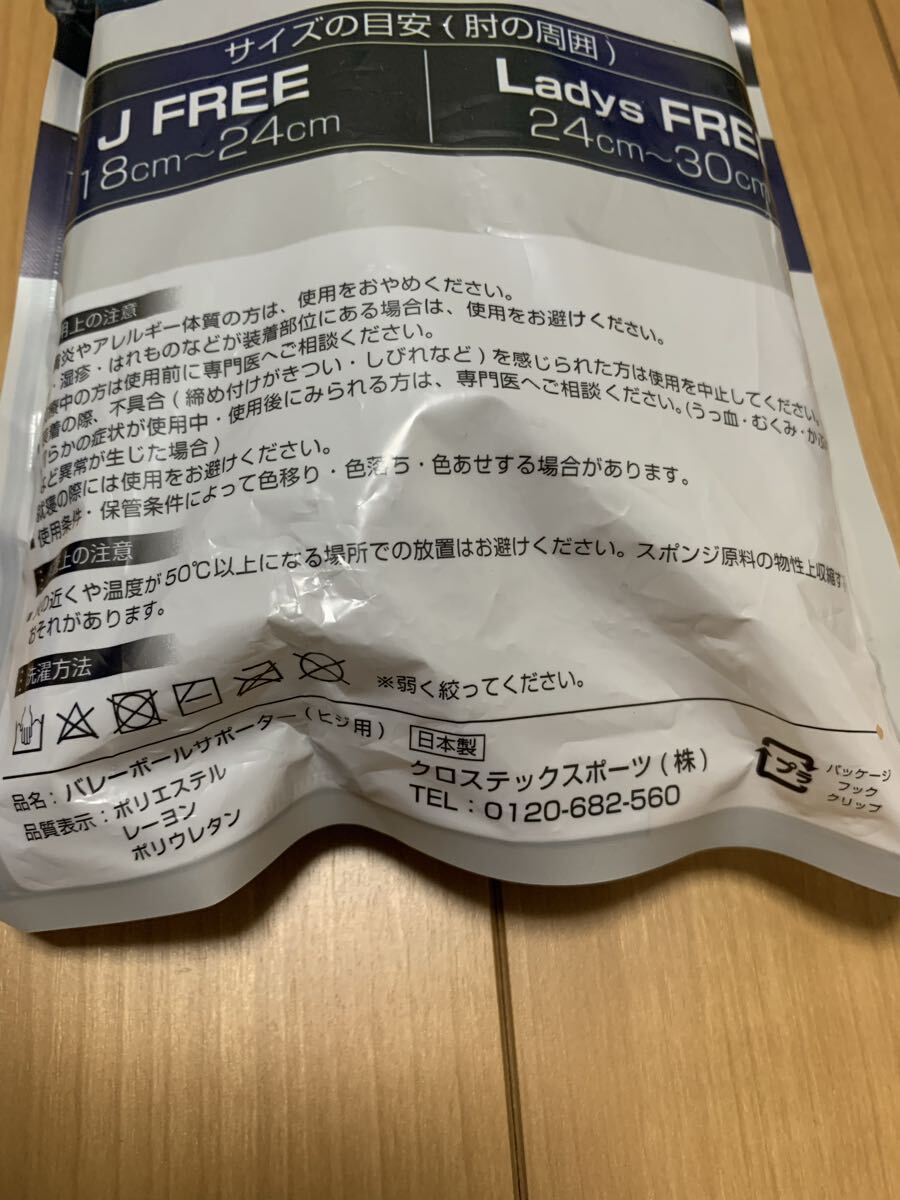 サイズの目安(肘の周囲)
J FREE
18cm～24cm
Ladys FRE
24cm～30cm
用上の注意
炎やアレルギー体質の方は、使用をおやめください。
・湿疹・はれものなどが装着部位にある場合は、使用をお避けください。
療中の方は使用前に専門医へご相談ください。
装着の際、不具合(締め付けがきつい・しびれなど)を感じられた方は使用を中止してください。
らかの症状が使用中・使用後にみられる方は、専門医へご相談ください。(うっ血・むくみ・かぶ
など異常が生じた場合)
就寝の際には使用をお避けください。
■使用条件・保管条件によって色移り・色落ち・色あせする場合があります。
上の注意
■火の近くや温度が50℃以上になる場所での放置はお避けください。スポンジ原料の物性上収縮す
おそれがあります。
洗濯方法
※弱く絞ってください。
品名：バレーボールサポーター(ヒジ用)
品質表示：ポリエステル
レーヨン
ポリウレタン
日本製
クロステックスポーツ(株)
TEL：0120-682-560
プラ
パッケージ
フック
クリップ